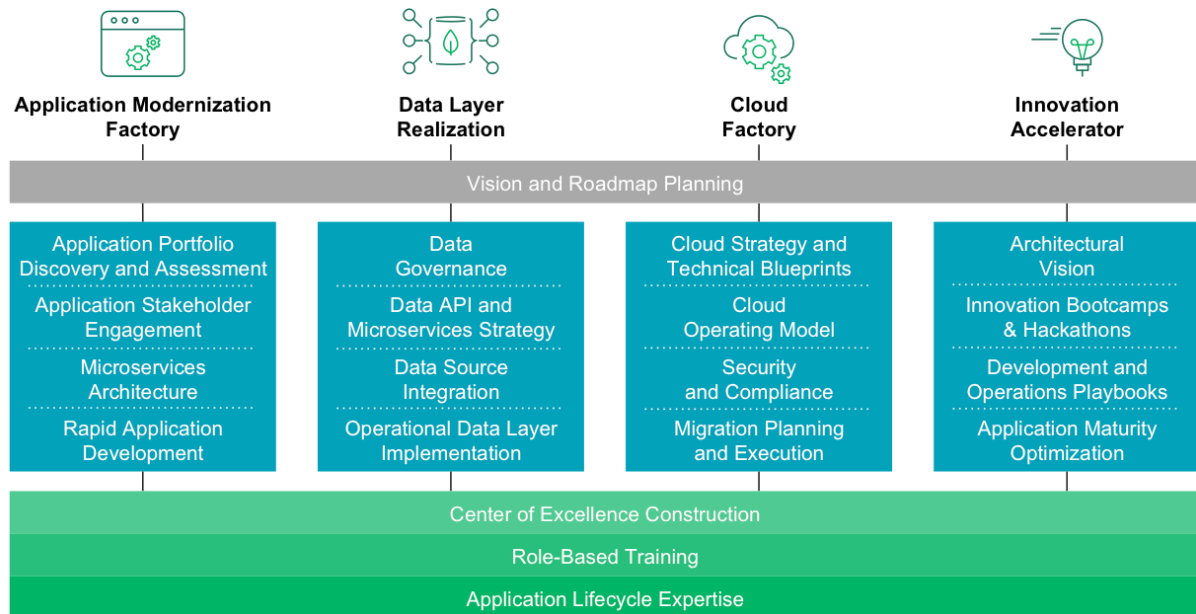 Application Modernization
Factory
Data Layer
Realization
Cloud
Factory
Innovation
Accelerator
Vision and Roadmap Planning
Application Portfolio
Discovery and Assessment
Application Stakeholder
Engagement
Microservices
Architecture
Rapid Application
Development
Data
Governance
Data API and
Microservices Strategy
Data Source
Integration
Operational Data Layer
Implementation
Cloud Strategy and
Technical Blueprints
Cloud
Operating Model
Security
and Compliance
Migration Planning
and Execution
Architectural
Vision
Innovation Bootcamps
& Hackathons
Development and
Operations Playbooks
Application Maturity
Optimization
Center of Excellence Construction
Role-Based Training
Application Lifecycle Expertise